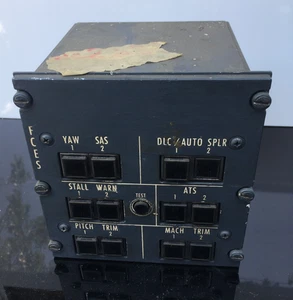 FCES
YAW SAS
1 2
DLC/AUTO SPLR
1 2
STALL WARN
1 2
TEST
ATS
1 2
PITCH TRIM
1 2
MACH TRIM
1 2